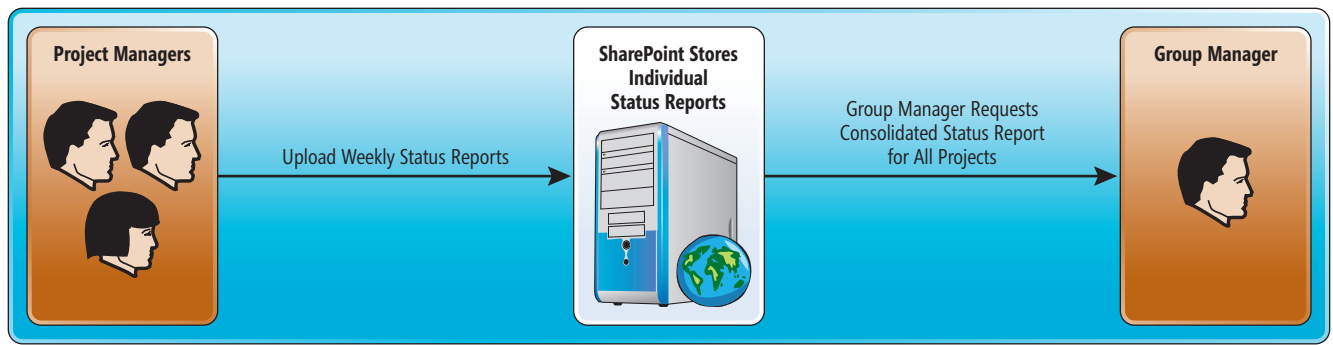 Project Managers
Upload Weekly Status Reports
SharePoint Stores
Individual
Status Reports
Group Manager Requests
Consolidated Status Report
for All Projects
Group Manager